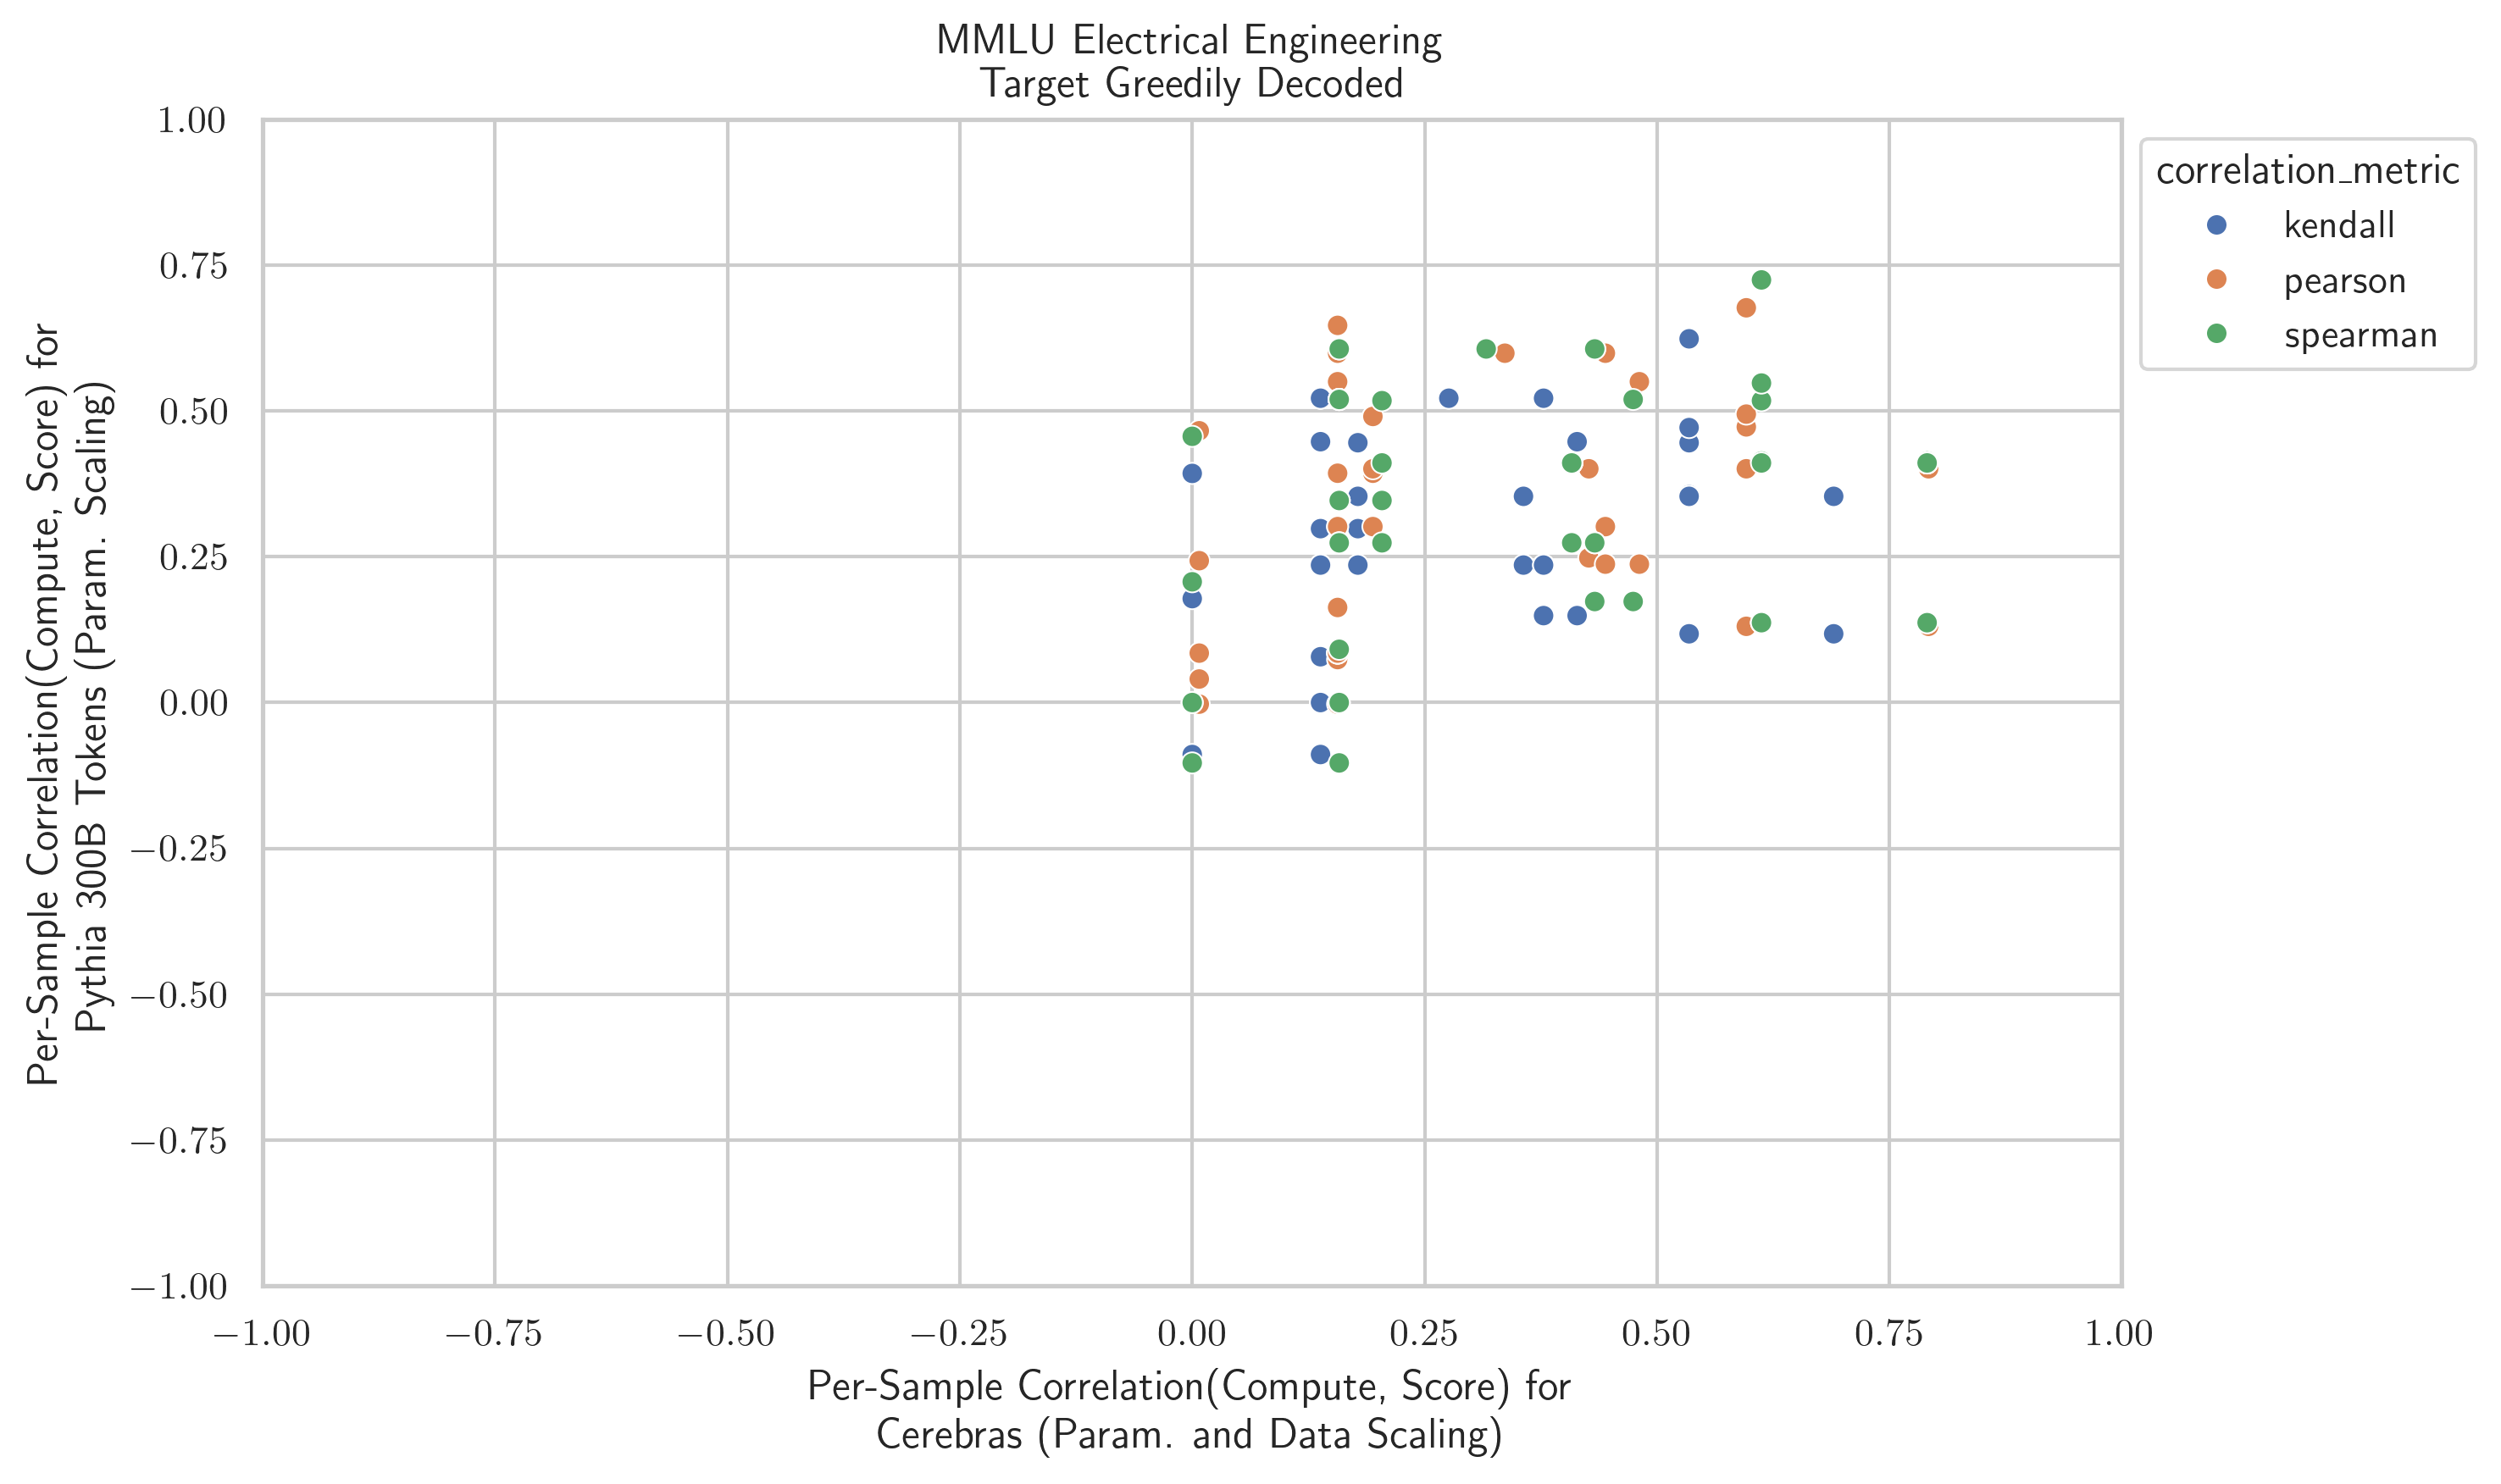 MMLU Electrical Engineering
Target Greedily Decoded
Per-Sample Correlation(Compute, Score) for
Pythia 300B Tokens (Param. Scaling)
1.00
0.75
0.50
0.25
0.00
−0.25
−0.50
−0.75
−1.00
−1.00 −0.75 −0.50 −0.25 0.00 0.25 0.50 0.75 1.00
Per-Sample Correlation(Compute, Score) for
Cerebras (Param. and Data Scaling)
correlation_metric
kendall
pearson
spearman